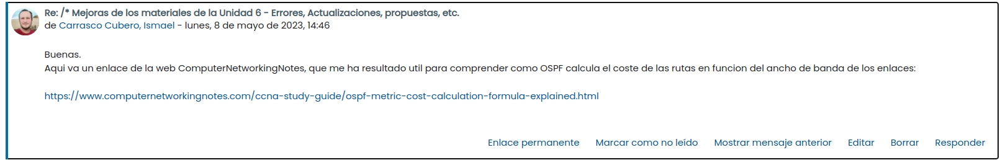 Re: /* Mejoras de los materiales de la Unidad 6 - Errores, Actualizaciones, propuestas, etc.
de Carrasco Cubero, Ismael - lunes, 8 de mayo de 2023, 14:46
Buenas.
Aqui va un enlace de la web ComputerNetworkingNotes, que me ha resultado util para comprender como OSPF calcula el coste de las rutas en funcion del ancho de banda de los enlaces:
https://www.computernetworkingnotes.com/ccna-study-guide/ospf-metric-cost-calculation-formula-explained.html
Enlace permanente Marcar como no leído Mostrar mensaje anterior Editar Borrar Responder